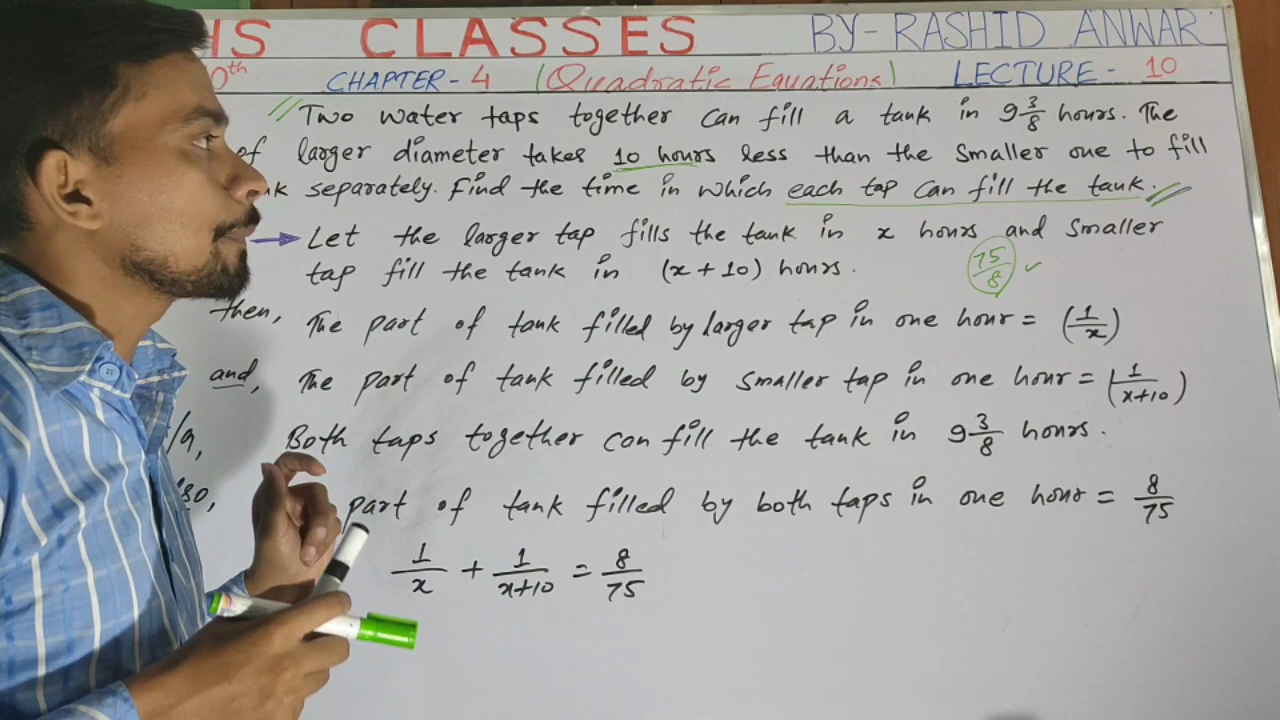 HS CLASSES BY- RASHID ANWAR
0th CHAPTER - 4 (Quadratic Equations) LECTURE - 10
// Two water taps together can fill a tank in 9 3/8 hours. The
of larger diameter takes 10 hours less than the smaller one to fill
nk separately. Find the time in which each tap can fill the tank.
→ Let the larger tap fills the tank in x hours and smaller
75/8 ✓
tap fill the tank in (x + 10) hours.
then, The part of tank filled by larger tap in one hour = (1/x)
and, The part of tank filled by smaller tap in one hour = (1/x+10)
/q, Both taps together can fill the tank in 9 3/8 hours.
so, part of tank filled by both taps in one hour = 8/75
1/x + 1/x+10 = 8/75